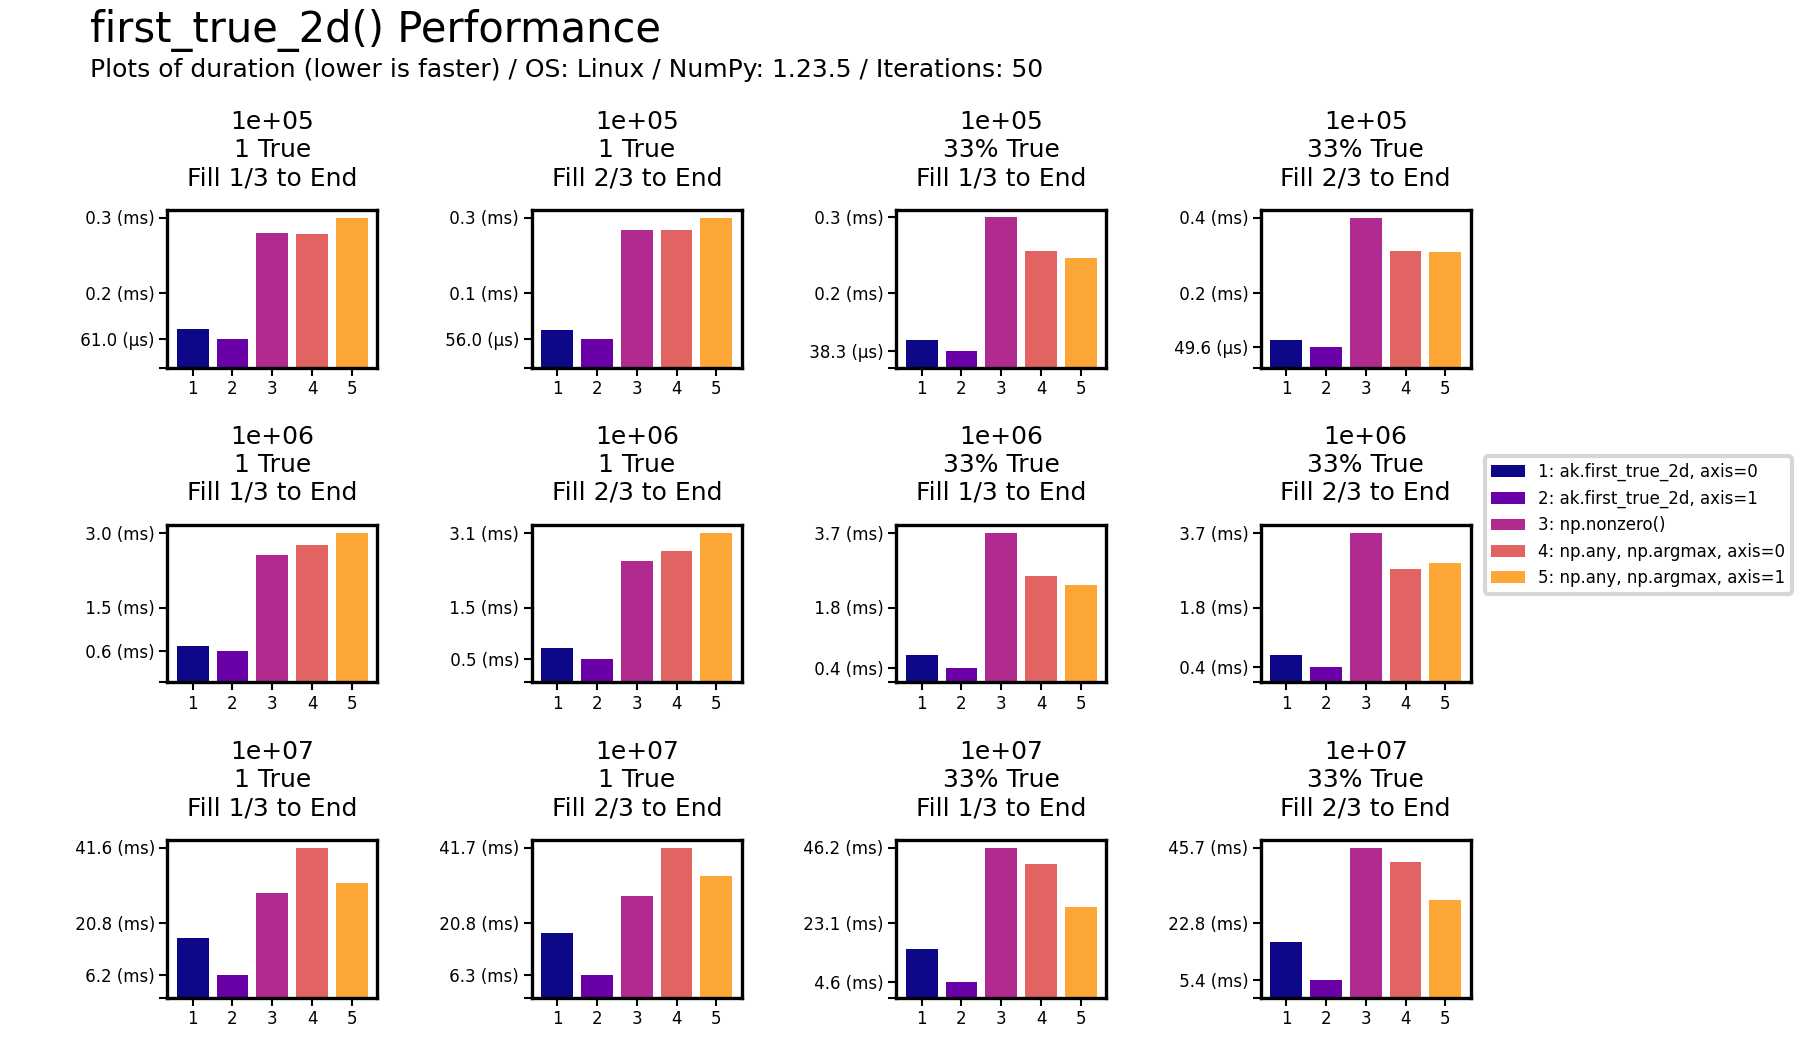 first_true_2d() Performance
Plots of duration (lower is faster) / OS: Linux / NumPy: 1.23.5 / Iterations: 50
1e+05
1 True
Fill 1/3 to End
0.3 (ms)
0.2 (ms)
61.0 (µs)
1 2 3 4 5
1e+05
1 True
Fill 2/3 to End
0.3 (ms)
0.1 (ms)
56.0 (µs)
1 2 3 4 5
1e+05
33% True
Fill 1/3 to End
0.3 (ms)
0.2 (ms)
38.3 (µs)
1 2 3 4 5
1e+05
33% True
Fill 2/3 to End
0.4 (ms)
0.2 (ms)
49.6 (µs)
1 2 3 4 5
1e+06
1 True
Fill 1/3 to End
3.0 (ms)
1.5 (ms)
0.6 (ms)
1 2 3 4 5
1e+06
1 True
Fill 2/3 to End
3.1 (ms)
1.5 (ms)
0.5 (ms)
1 2 3 4 5
1e+06
33% True
Fill 1/3 to End
3.7 (ms)
1.8 (ms)
0.4 (ms)
1 2 3 4 5
1e+06
33% True
Fill 2/3 to End
3.7 (ms)
1.8 (ms)
0.4 (ms)
1 2 3 4 5
1: ak.first_true_2d, axis=0
2: ak.first_true_2d, axis=1
3: np.nonzero()
4: np.any, np.argmax, axis=0
5: np.any, np.argmax, axis=1
1e+07
1 True
Fill 1/3 to End
41.6 (ms)
20.8 (ms)
6.2 (ms)
1 2 3 4 5
1e+07
1 True
Fill 2/3 to End
41.7 (ms)
20.8 (ms)
6.3 (ms)
1 2 3 4 5
1e+07
33% True
Fill 1/3 to End
46.2 (ms)
23.1 (ms)
4.6 (ms)
1 2 3 4 5
1e+07
33% True
Fill 2/3 to End
45.7 (ms)
22.8 (ms)
5.4 (ms)
1 2 3 4 5